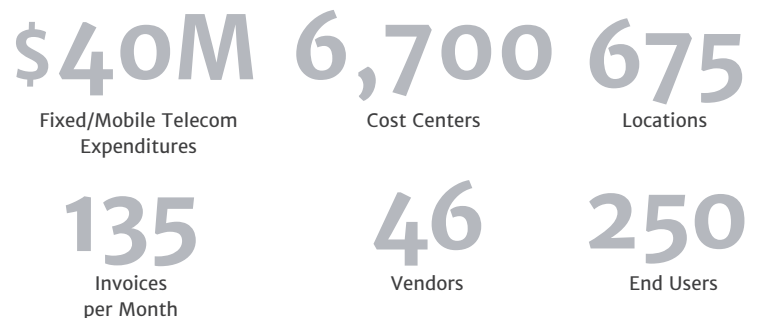 $40M
Fixed/Mobile Telecom
Expenditures
6,700
Cost Centers
675
Locations
135
Invoices
per Month
46
Vendors
250
End Users